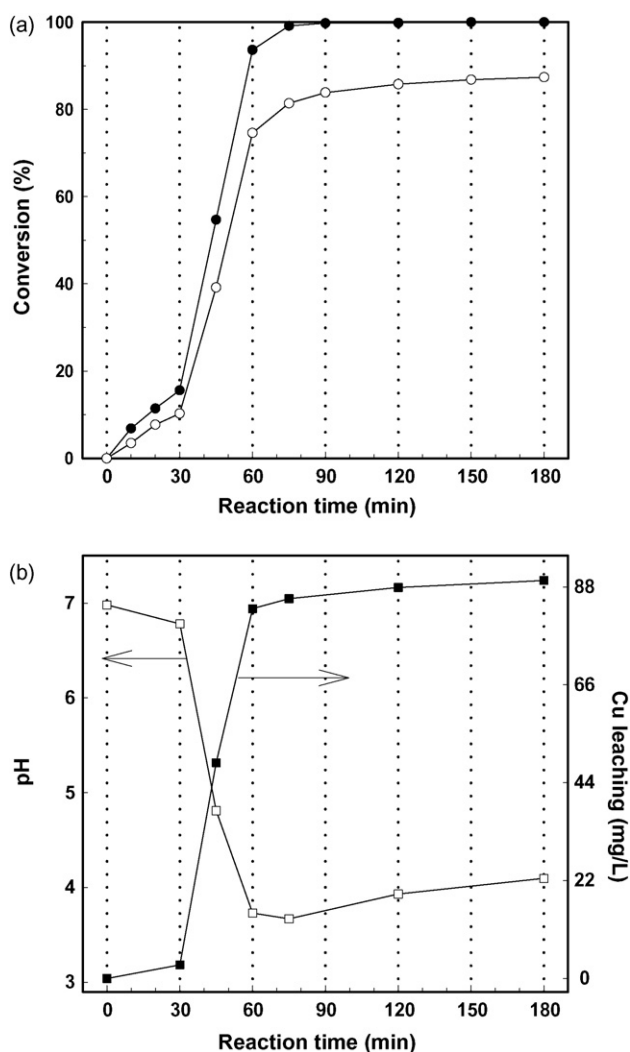 (a)
100
80
60
40
20
0
Conversion (%)
0 30 60 90 120 150 180
Reaction time (min)
(b)
7
6
5
4
3
pH
88
66
44
22
0
Cu leaching (mg/L)
0 30 60 90 120 150 180
Reaction time (min)